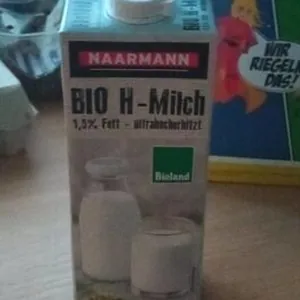 NAARMANN
BIO H-Milch
1,5% Fett - ultrahocherhitzt
Bioland
WIR
RIEGELN
DAS!